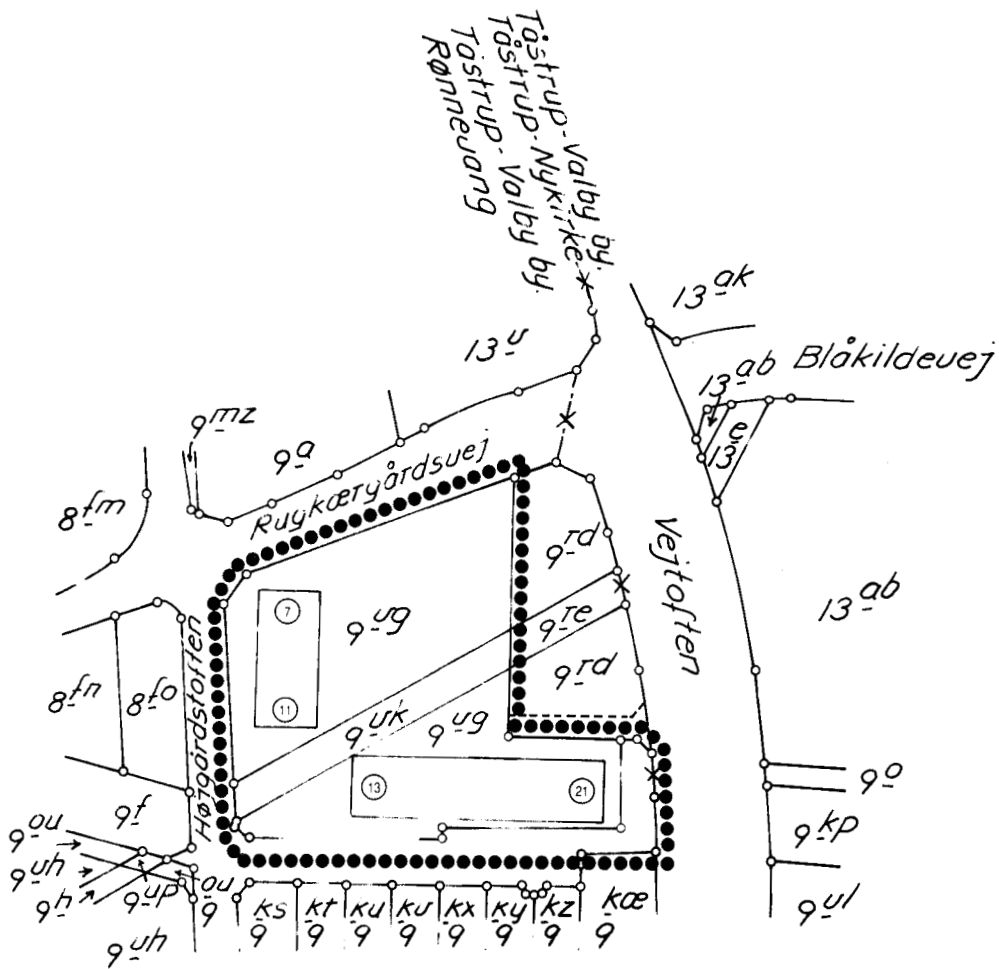 Tåstrup-Valby by.
Tåstrup-Nykirke
Tåstrup-Valby by.
Rønnevang
13ak
13v
13ab
Blåkildevej
9mz
9a
e
13
8fm
Rugkærgårdsvej
9rd
Vejtoften
13ab
7
9ug
9re
9rd
8fn
8fo
Højgårdstoften
11
9uk
9ug
13
21
9o
9f
9kp
9ou
9uh
9h
9up
ou
9
ks
9
kt
9
ku
9
kv
9
kx
9
ky
9
kz
9
kæ
9
9ul
9uh